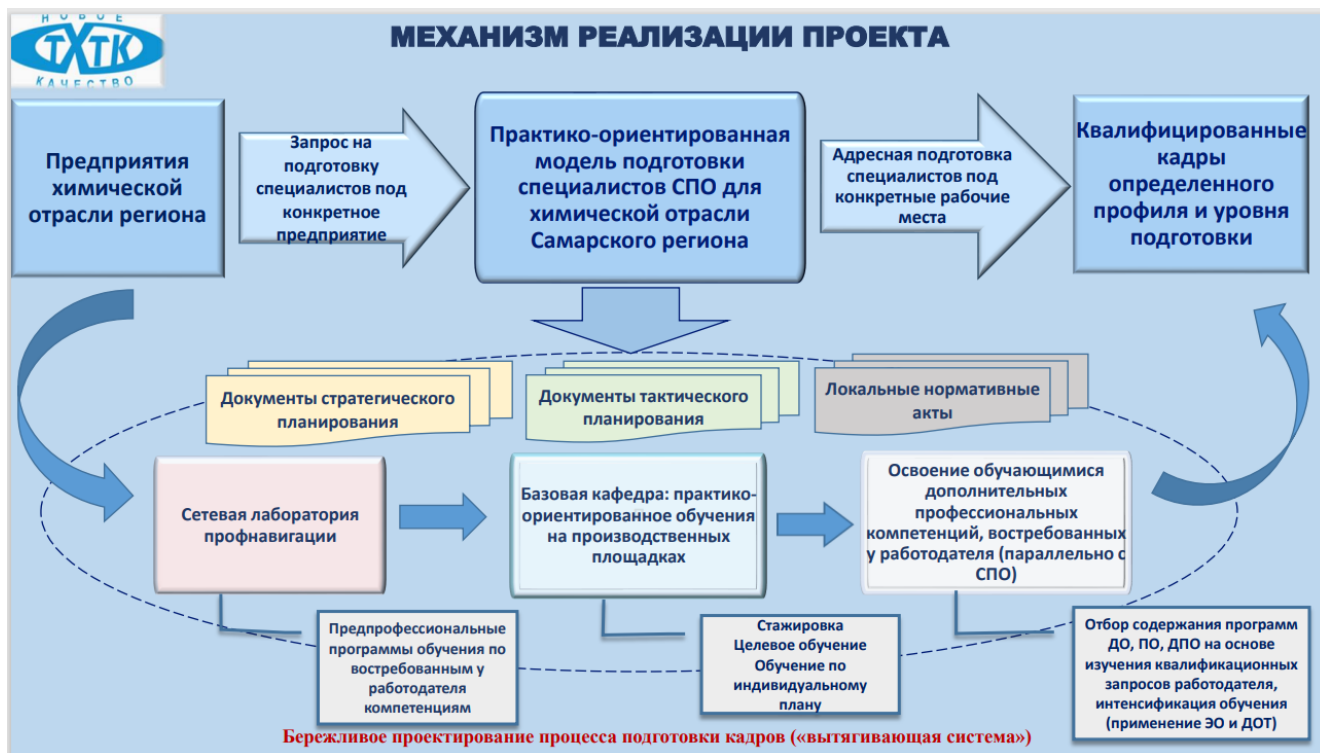 НОВОЕ
ТХТК
КАЧЕСТВО
МЕХАНИЗМ РЕАЛИЗАЦИИ ПРОЕКТА
Предприятия
химической
отрасли региона
Запрос на
подготовку
специалистов под
конкретное
предприятие
Практико-ориентированная
модель подготовки
специалистов СПО для
химической отрасли
Самарского региона
Адресная подготовка
специалистов под
конкретные рабочие
места
Квалифицированные
кадры
определенного
профиля и уровня
подготовки
Документы стратегического
планирования
Документы тактического
планирования
Локальные нормативные
акты
Сетевая лаборатория
профнавигации
Базовая кафедра: практико-
ориентированное обучения
на производственных
площадках
Освоение обучающимися
дополнительных
профессиональных
компетенций, востребованных
у работодателя (параллельно с
СПО)
Предпрофессиональные
программы обучения по
востребованным у
работодателя
компетенциям
Стажировка
Целевое обучение
Обучение по
индивидуальному
плану
Отбор содержания программ
ДО, ПО, ДПО на основе
изучения квалификационных
запросов работодателя,
интенсификация обучения
(применение ЭО и ДОТ)
Бережливое проектирование процесса подготовки кадров («вытягивающая система»)